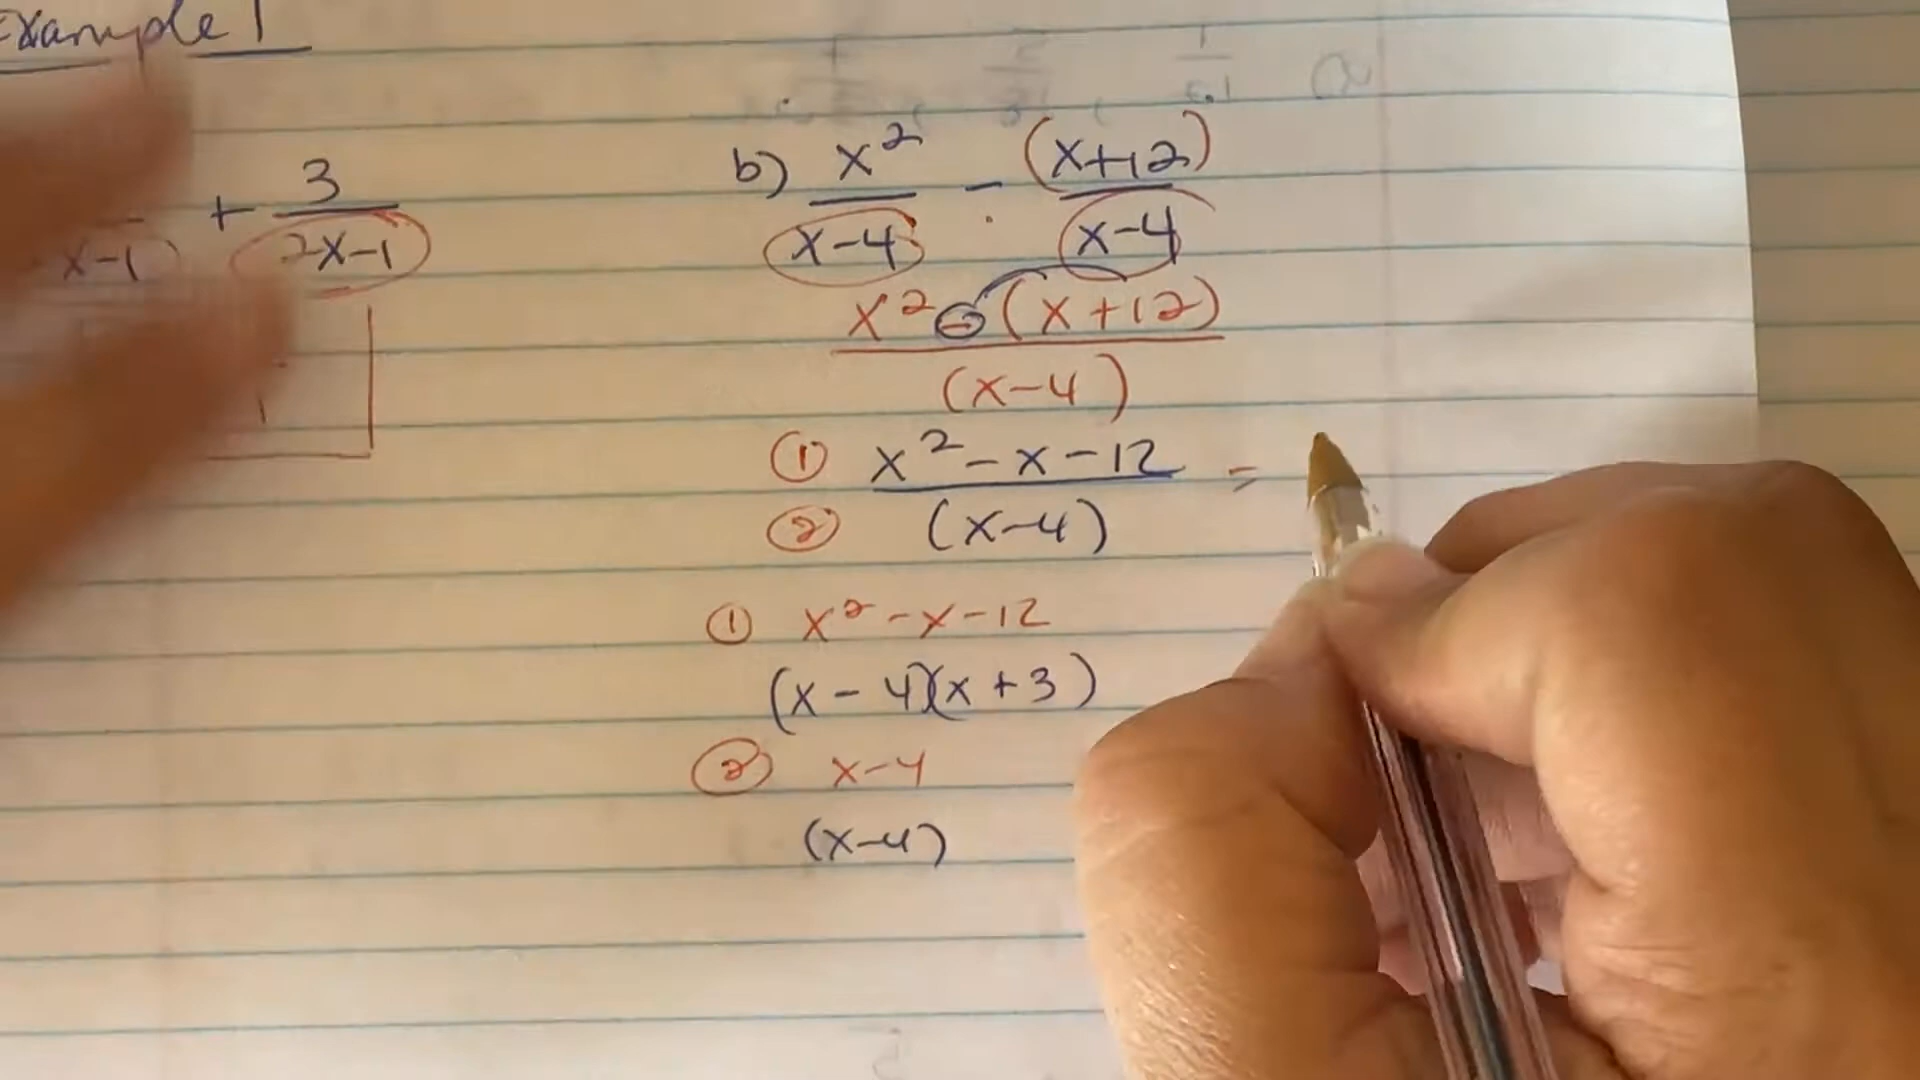 Example 1
+ 3/(2x-1)
x-1
b) x²/(x-4) - (x+12)/(x-4)
x² - (x+12)
(x-4)
① x² - x - 12 =
② (x-4)
① x² - x - 12
(x - 4)(x + 3)
② x-4
(x-4)